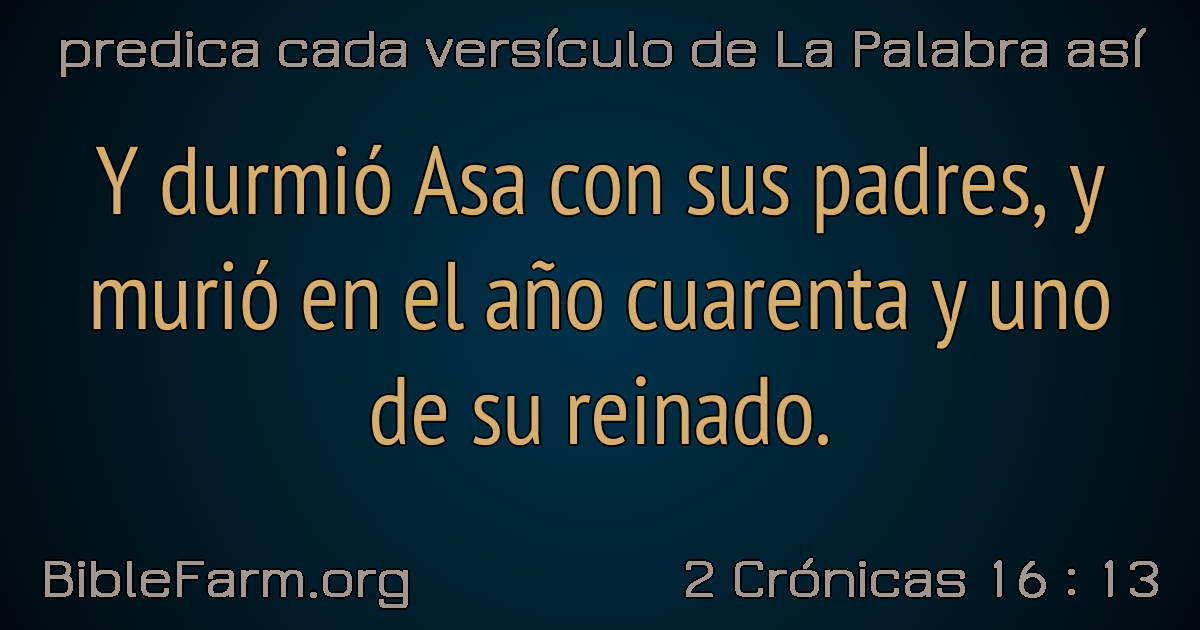 predica cada versículo de La Palabra así
Y durmió Asa con sus padres, y
murió en el año cuarenta y uno
de su reinado.
BibleFarm.org
2 Crónicas 16 : 13